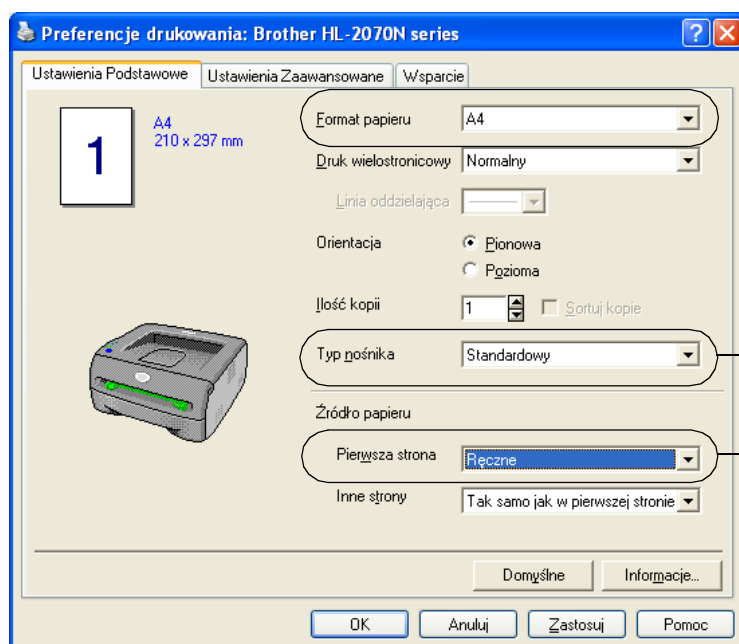 Preferencje drukowania: Brother HL-2070N series
Ustawienia Podstawowe Ustawienia Zaawansowane Wsparcie
1
A4
210 x 297 mm
Format papieru A4
Druk wielostronicowy Normalny
Linia oddzielająca
Orientacja Pionowa
Pozioma
Ilość kopii 1 Sortuj kopie
Typ nośnika Standardowy
Źródło papieru
Pierwsza strona Ręczne
Inne strony Tak samo jak w pierwszej stronie
Domyślne Informacje...
OK Anuluj Zastosuj Pomoc